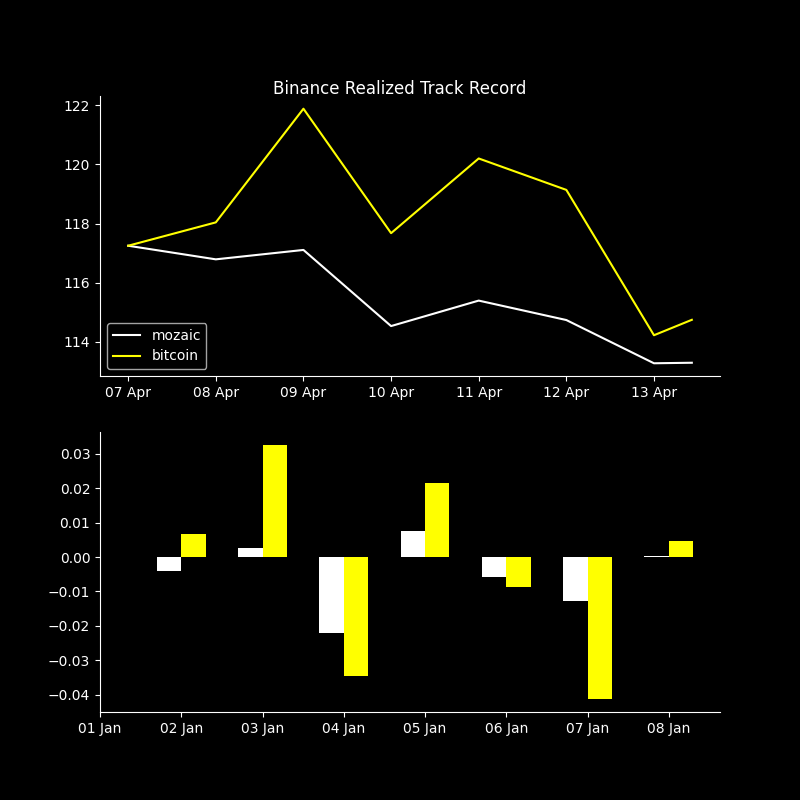 Binance Realized Track Record
122
120
118
116
114
mozaic
bitcoin
07 Apr 08 Apr 09 Apr 10 Apr 11 Apr 12 Apr 13 Apr
0.03
0.02
0.01
0.00
−0.01
−0.02
−0.03
−0.04
01 Jan 02 Jan 03 Jan 04 Jan 05 Jan 06 Jan 07 Jan 08 Jan